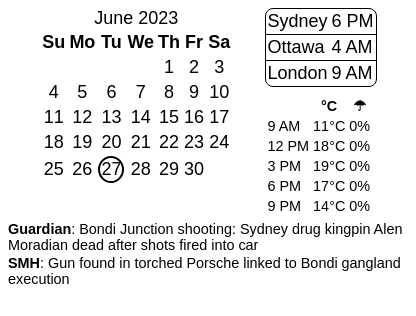 June 2023
Su Mo Tu We Th Fr Sa
1 2 3
4 5 6 7 8 9 10
11 12 13 14 15 16 17
18 19 20 21 22 23 24
25 26 27 28 29 30
Sydney 6 PM
Ottawa 4 AM
London 9 AM
°C ☂
9 AM 11°C 0%
12 PM 18°C 0%
3 PM 19°C 0%
6 PM 17°C 0%
9 PM 14°C 0%
Guardian: Bondi Junction shooting: Sydney drug kingpin Alen
Moradian dead after shots fired into car
SMH: Gun found in torched Porsche linked to Bondi gangland
execution